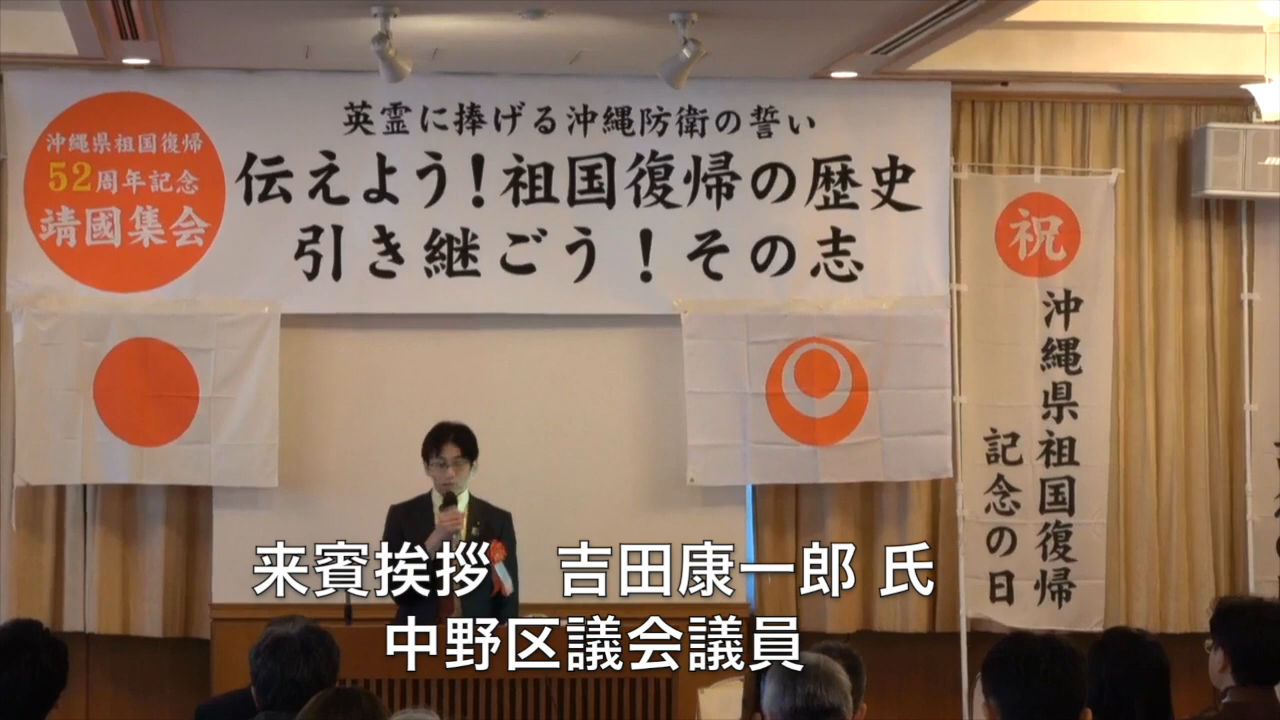 沖縄県祖国復帰
52周年記念
靖國集会
英霊に捧げる沖縄防衛の誓い
伝えよう!祖国復帰の歴史
引き継ごう!その志
祝
沖縄県祖国復帰
記念の日
来賓挨拶 吉田康一郎 氏
中野区議会議員